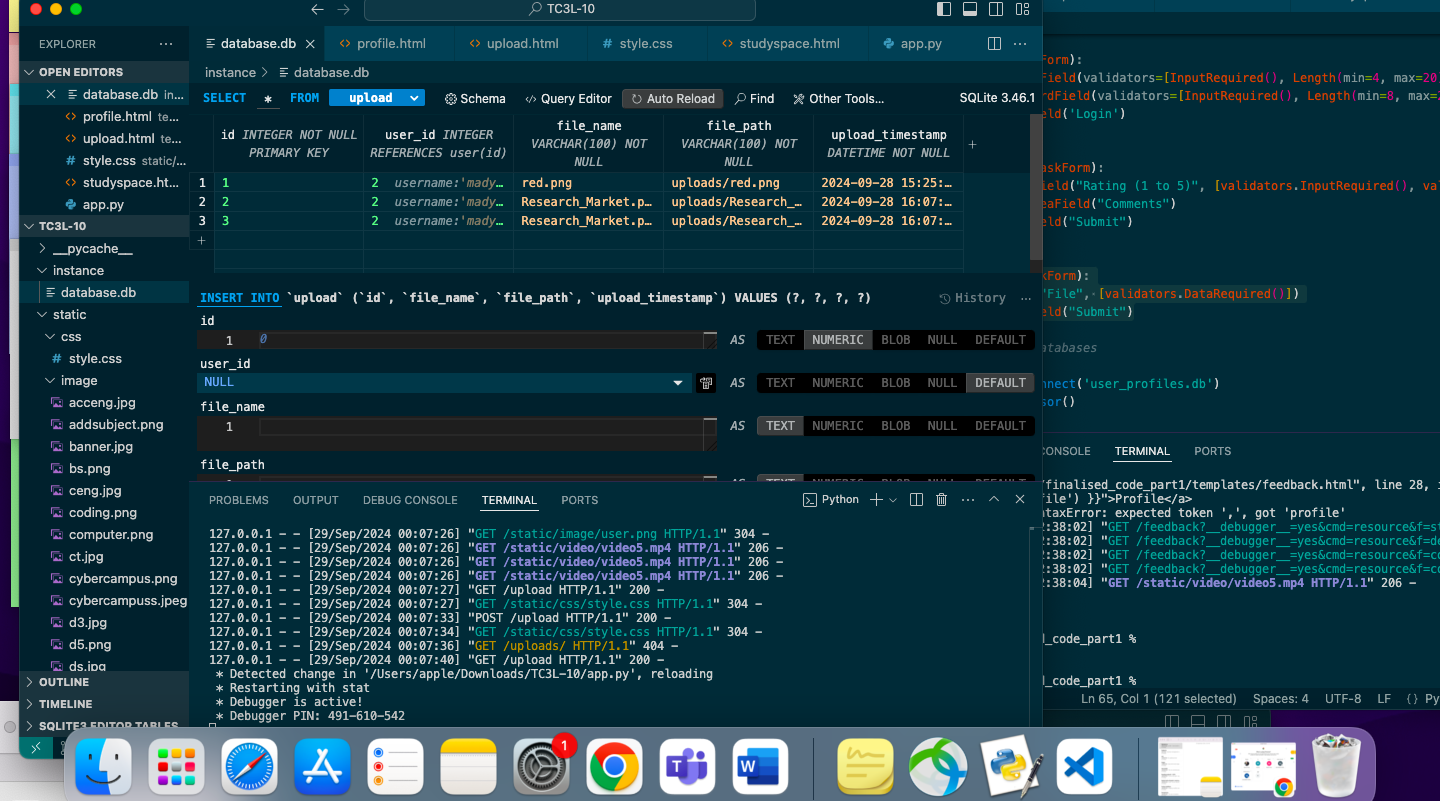 TC3L-10
EXPLORER
OPEN EDITORS
database.db in...
profile.html te...
upload.html te...
style.css static/...
studyspace.ht...
app.py
TC3L-10
__pycache__
instance
database.db
static
css
style.css
image
acceng.jpg
addsubject.png
banner.jpg
bs.png
ceng.jpg
coding.png
computer.png
ct.jpg
cybercampus.png
cybercampuss.jpeg
d3.jpg
d5.png
ds.jpg
OUTLINE
TIMELINE
SQLITE3 EDITOR TABLES
database.db profile.html upload.html style.css studyspace.html app.py
instance > database.db
SELECT * FROM upload Schema Query Editor Auto Reload Find Other Tools... SQLite 3.46.1
id INTEGER NOT NULL PRIMARY KEY
user_id INTEGER REFERENCES user(id)
file_name VARCHAR(100) NOT NULL
file_path VARCHAR(100) NOT NULL
upload_timestamp DATETIME NOT NULL
1 1 2 username:'mady... red.png uploads/red.png 2024-09-28 15:25:...
2 2 2 username:'mady... Research_Market.p... uploads/Research_... 2024-09-28 16:07:...
3 3 2 username:'mady... Research_Market.p... uploads/Research_... 2024-09-28 16:07:...
INSERT INTO `upload` (`id`, `file_name`, `file_path`, `upload_timestamp`) VALUES (?, ?, ?, ?) History
id
1 0 AS TEXT NUMERIC BLOB NULL DEFAULT
user_id
NULL AS TEXT NUMERIC BLOB NULL DEFAULT
file_name
1 AS TEXT NUMERIC BLOB NULL DEFAULT
file_path
PROBLEMS OUTPUT DEBUG CONSOLE TERMINAL PORTS Python
127.0.0.1 - - [29/Sep/2024 00:07:26] "GET /static/image/user.png HTTP/1.1" 304 -
127.0.0.1 - - [29/Sep/2024 00:07:26] "GET /static/video/video5.mp4 HTTP/1.1" 206 -
127.0.0.1 - - [29/Sep/2024 00:07:26] "GET /static/video/video5.mp4 HTTP/1.1" 206 -
127.0.0.1 - - [29/Sep/2024 00:07:26] "GET /static/video/video5.mp4 HTTP/1.1" 206 -
127.0.0.1 - - [29/Sep/2024 00:07:27] "GET /upload HTTP/1.1" 200 -
127.0.0.1 - - [29/Sep/2024 00:07:27] "GET /static/css/style.css HTTP/1.1" 304 -
127.0.0.1 - - [29/Sep/2024 00:07:33] "POST /upload HTTP/1.1" 200 -
127.0.0.1 - - [29/Sep/2024 00:07:34] "GET /static/css/style.css HTTP/1.1" 304 -
127.0.0.1 - - [29/Sep/2024 00:07:36] "GET /uploads/ HTTP/1.1" 404 -
127.0.0.1 - - [29/Sep/2024 00:07:40] "GET /upload HTTP/1.1" 200 -
* Detected change in '/Users/apple/Downloads/TC3L-10/app.py', reloading
* Restarting with stat
* Debugger is active!
* Debugger PIN: 491-610-542
orm):
ield(validators=[InputRequired(), Length(min=4, max=20
rdField(validators=[InputRequired(), Length(min=8, max=
eld('Login')
askForm):
ield("Rating (1 to 5)", [validators.InputRequired(), va
eaField("Comments")
eld("Submit")
kForm):
"File", [validators.DataRequired()])
eld("Submit")
atabases
nnect('user_profiles.db')
sor()
CONSOLE TERMINAL PORTS
/finalised_code_part1/templates/feedback.html", line 28, i
file') }}">Profile</a>
ntaxError: expected token ',', got 'profile'
2:38:02] "GET /feedback?__debugger__=yes&cmd=resource&f=st
2:38:02] "GET /feedback?__debugger__=yes&cmd=resource&f=de
2:38:02] "GET /feedback?__debugger__=yes&cmd=resource&f=co
2:38:02] "GET /feedback?__debugger__=yes&cmd=resource&f=co
2:38:04] "GET /static/video/video5.mp4 HTTP/1.1" 206 -
d_code_part1 %
d_code_part1 %
Ln 65, Col 1 (121 selected) Spaces: 4 UTF-8 LF {} Py
1